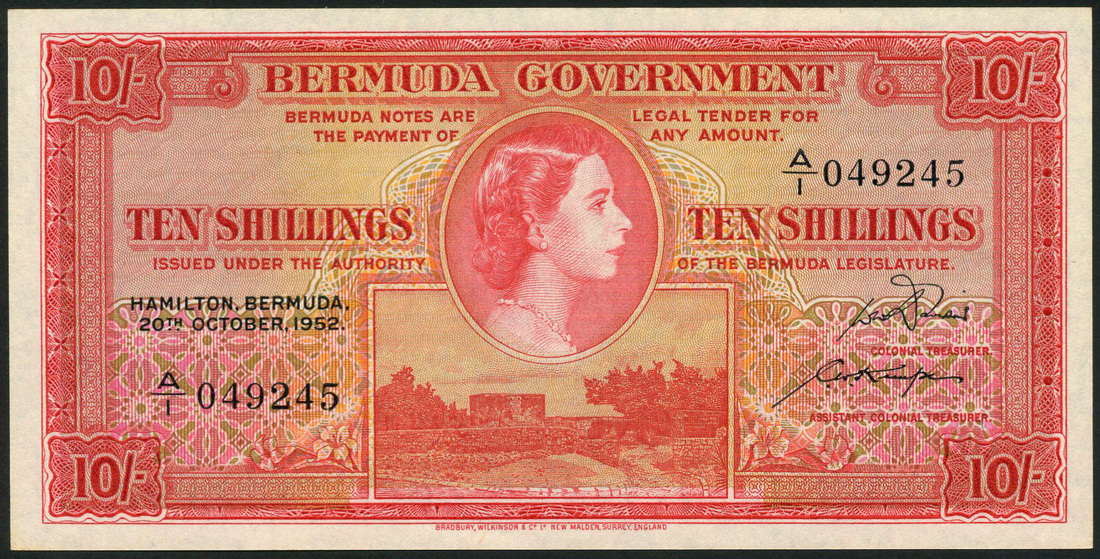 10/-
10/-
BERMUDA GOVERNMENT
BERMUDA NOTES ARE LEGAL TENDER FOR
THE PAYMENT OF ANY AMOUNT.
A/1 049245
TEN SHILLINGS TEN SHILLINGS
ISSUED UNDER THE AUTHORITY OF THE BERMUDA LEGISLATURE.
HAMILTON, BERMUDA,
20TH OCTOBER, 1952.
COLONIAL TREASURER.
A/1 049245
ASSISTANT COLONIAL TREASURER.
10/-
10/-
BRADBURY, WILKINSON & Co. Ld. NEW MALDEN, SURREY, ENGLAND